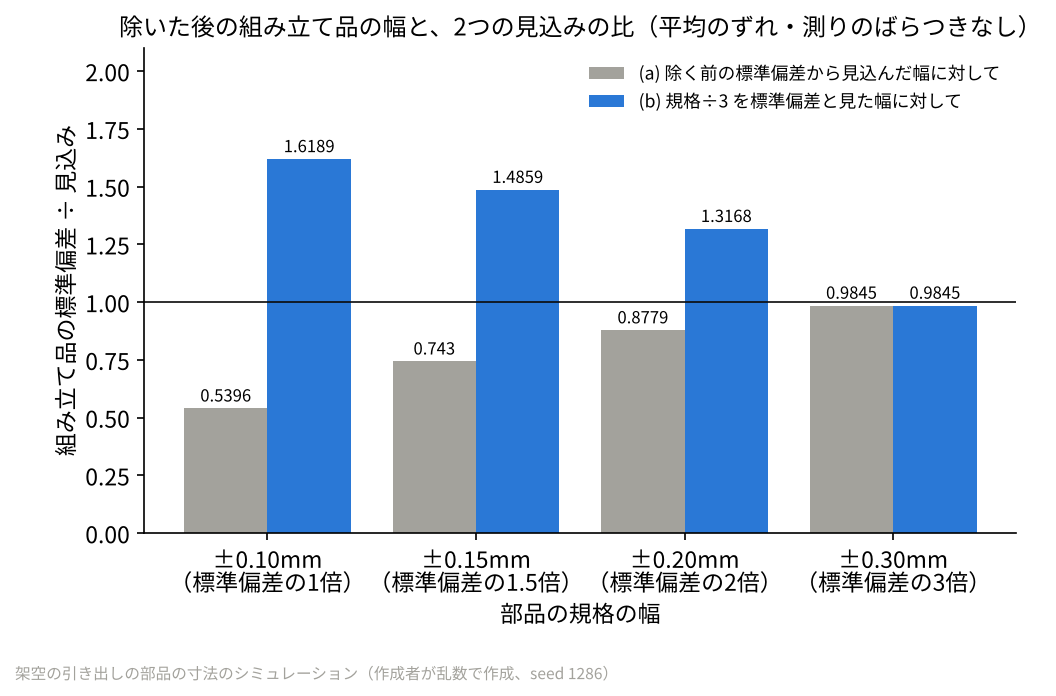 除いた後の組み立て品の幅と、2つの見込みの比（平均のずれ・測りのばらつきなし）
(a) 除く前の標準偏差から見込んだ幅に対して
(b) 規格÷3 を標準偏差と見た幅に対して
組み立て品の標準偏差 ÷ 見込み
2.00
1.75
1.50
1.25
1.00
0.75
0.50
0.25
0.00
0.5396
1.6189
0.743
1.4859
0.8779
1.3168
0.9845
0.9845
±0.10mm
（標準偏差の1倍）
±0.15mm
（標準偏差の1.5倍）
±0.20mm
（標準偏差の2倍）
±0.30mm
（標準偏差の3倍）
部品の規格の幅
架空の引き出しの部品の寸法のシミュレーション（作成者が乱数で作成、seed 1286）